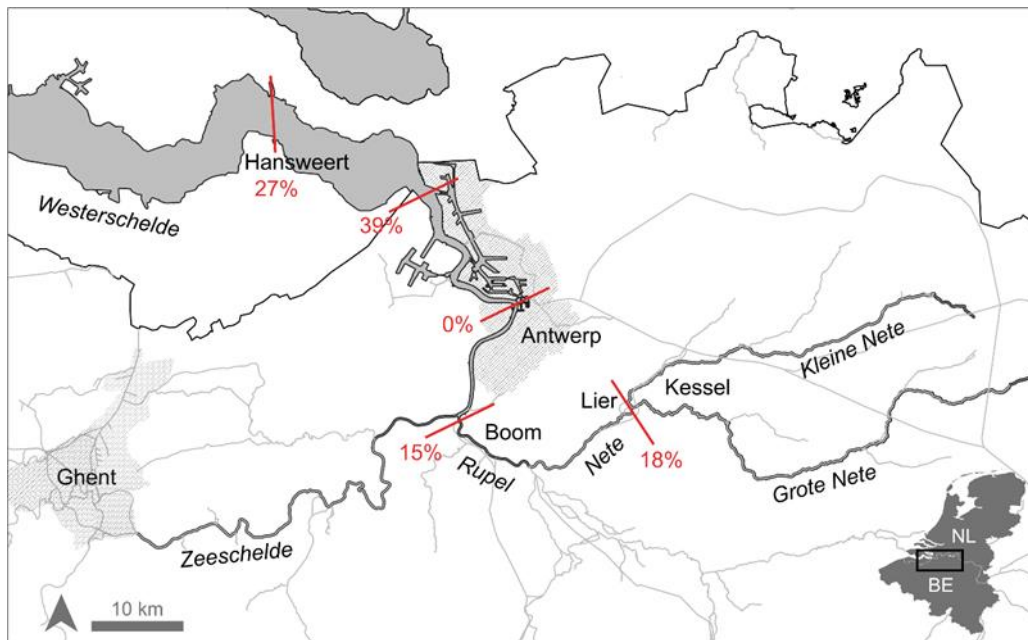 Hansweert
27%
Westerschelde
39%
0%
Antwerp
Kleine Nete
Lier
Kessel
15%
Boom
Nete
18%
Rupel
Grote Nete
Ghent
Zeeschelde
NL
BE
10 km